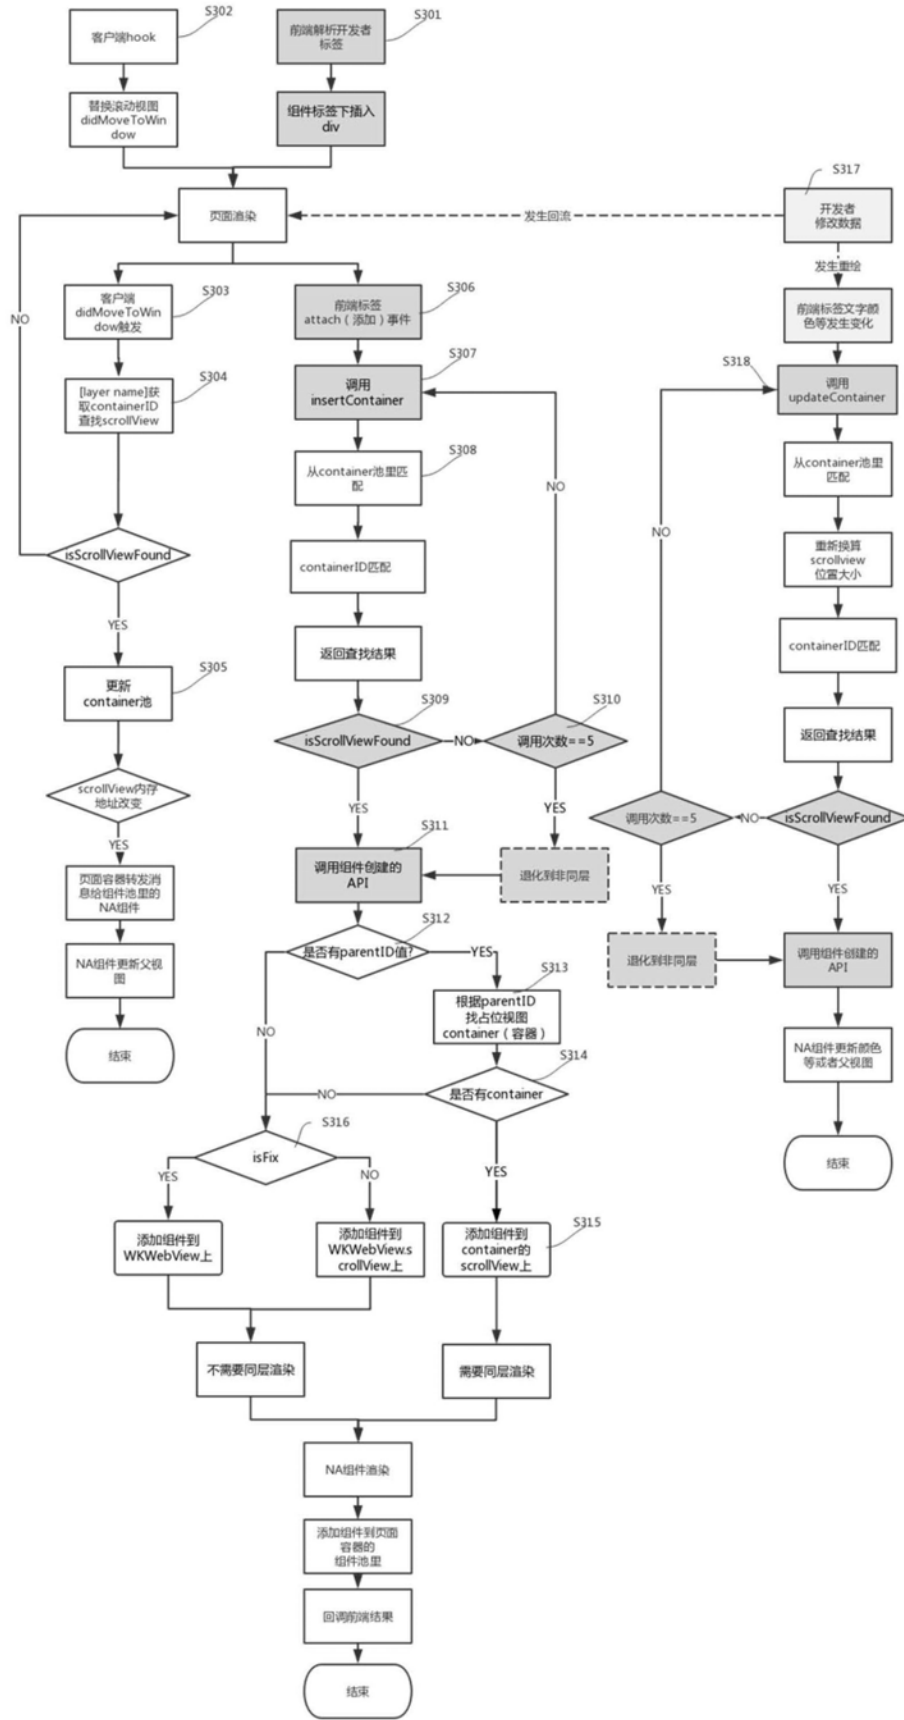 S302
S301
客户端hook
前端解析开发者
标签
替换滚动视图
didMoveToWin
dow
组件标签下插入
div
S317
页面渲染
发生回流
开发者
修改数据
发生重绘
NO
S303
S306
客户端
didMoveToWin
dow触发
前端标签
attach（添加）事件
前端标签文字颜
色等发生变化
S307
S318
S304
[layer name]获
取containerID
查找scrollView
调用
insertContainer
调用
updateContainer
S308
从container池里匹
配
从container池里
匹配
NO
NO
isScrollViewFound
containerID匹配
重新换算
scrollview
位置大小
YES
返回查找结果
containerID匹配
S305
更新
container池
S309
S310
isScrollViewFound
NO
调用次数==5
返回查找结果
scrollView内存
地址改变
YES
YES
调用次数==5
NO
isScrollViewFound
YES
S311
页面容器转发消
息给组件池里的
NA组件
调用组件创建的
API
退化到非同层
YES
YES
S312
NA组件更新父视
图
是否有parentID值?
YES
退化到非同层
调用组件创建的
API
S313
根据parentID
找占位视图
container（容器）
NO
结束
NA组件更新颜色
等或者父视图
S314
NO
是否有container
S316
isFix
结束
YES
NO
YES
S315
添加组件到
WKWebView上
添加组件到
WKWebView.s
crollView上
添加组件到
container的
scrollView上
不需要同层渲染
需要同层渲染
NA组件渲染
添加组件到页面
容器的
组件池里
回调前端结果
结束